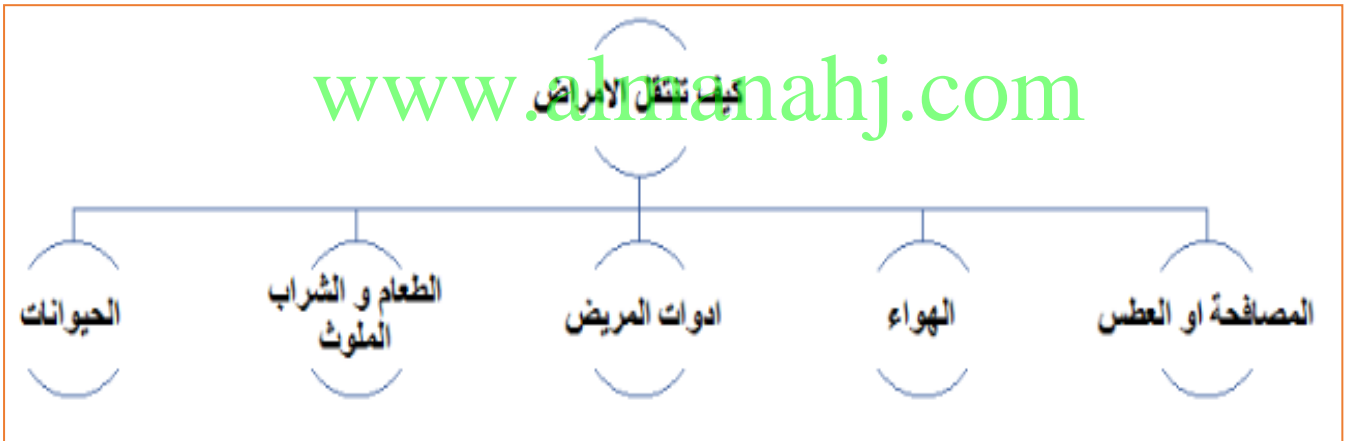 www.almanahj.com
كيف تنتقل الامراض
المصافحة او العطس
الهواء
ادوات المريض
الطعام و الشراب
الملوث
الحيوانات